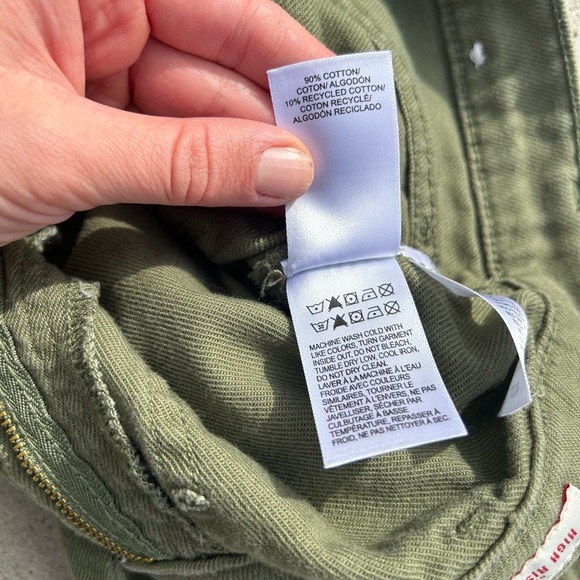 90% COTTON/
COTON/ ALGODÓN
10% RECYCLED COTTON/
COTON RECYCLÉ/
ALGODÓN RECICLADO
MACHINE WASH COLD WITH
LIKE COLORS, TURN GARMENT
INSIDE OUT, DO NOT BLEACH,
TUMBLE DRY LOW, COOL IRON,
DO NOT DRY CLEAN.
LAVER À LA MACHINE À L'EAU
FROIDE AVEC COULEURS
SIMILAIRES, TOURNER LE
VÊTEMENT À L'ENVERS, NE PAS
JAVELLISER, SÉCHER PAR
CULBUTAGE À BASSE
TEMPÉRATURE, REPASSER À
FROID, NE PAS NETTOYER À SEC.
HIGH